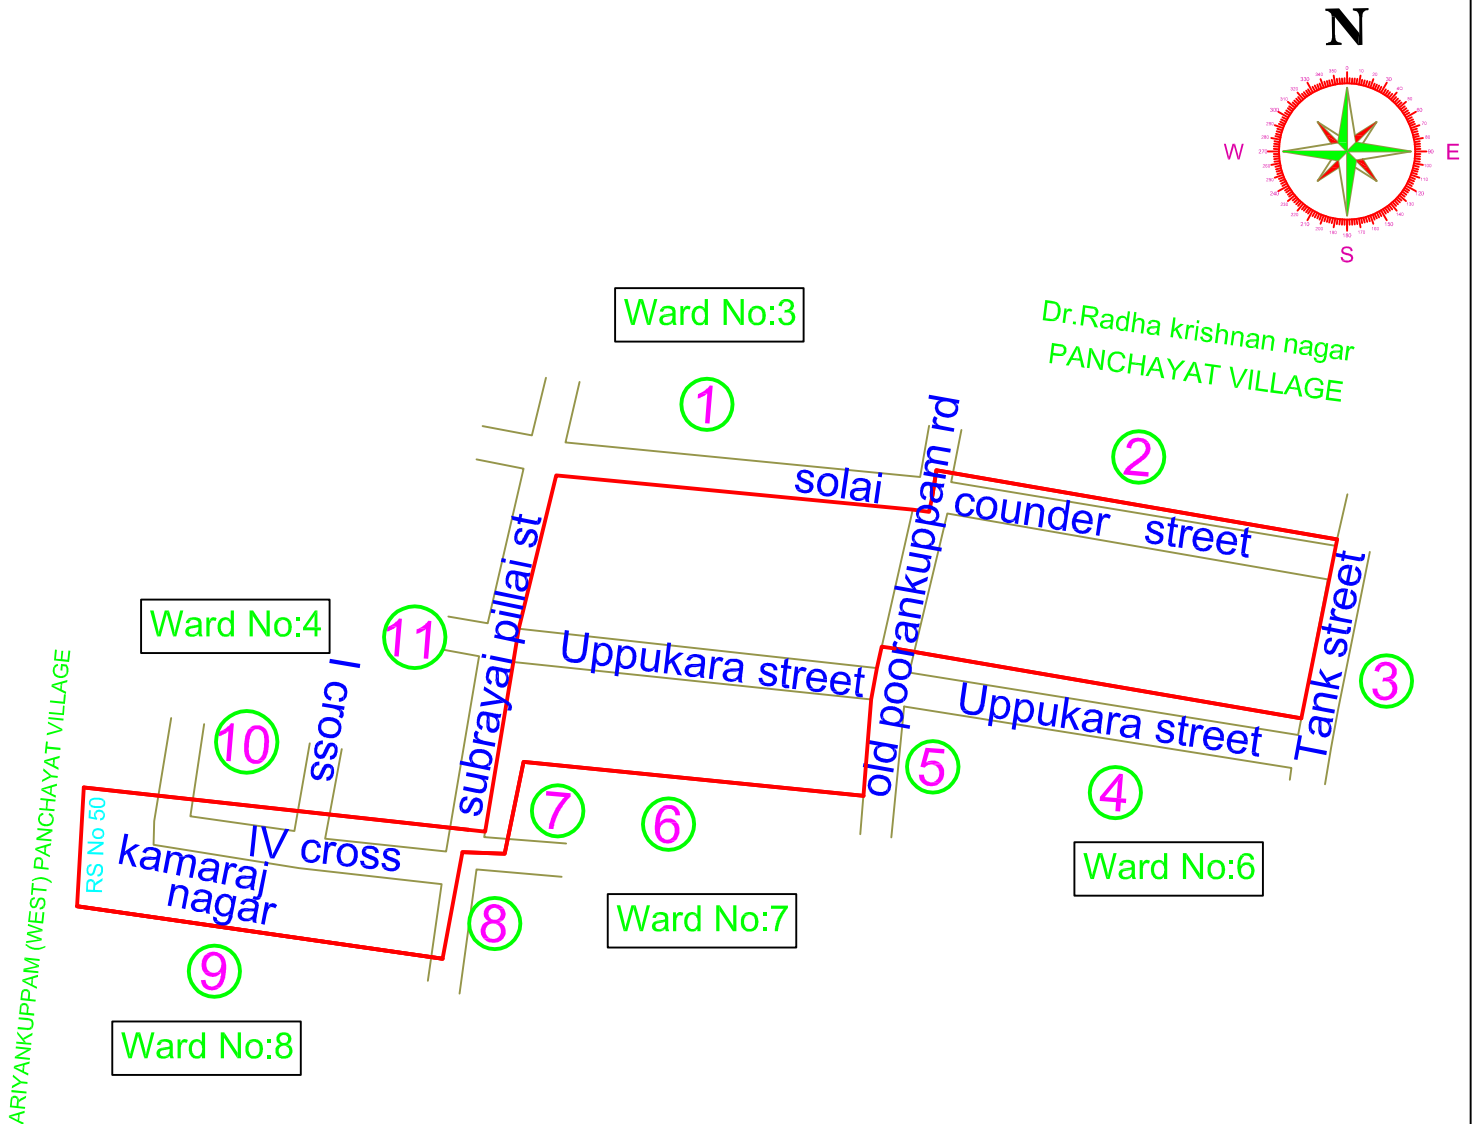 N
W
E
S
Ward No:3
Dr.Radha krishnan nagar
PANCHAYAT VILLAGE
1
2
solai
counder street
old poorankuppam rd
subrayai pillai st
Tank street
Ward No:4
11
Uppukara street
Uppukara street
3
I cross
10
5
4
7
6
ARIYANKUPPAM (WEST) PANCHAYAT VILLAGE
RS No 50
IV cross
kamaraj
nagar
Ward No:6
8
Ward No:7
9
Ward No:8